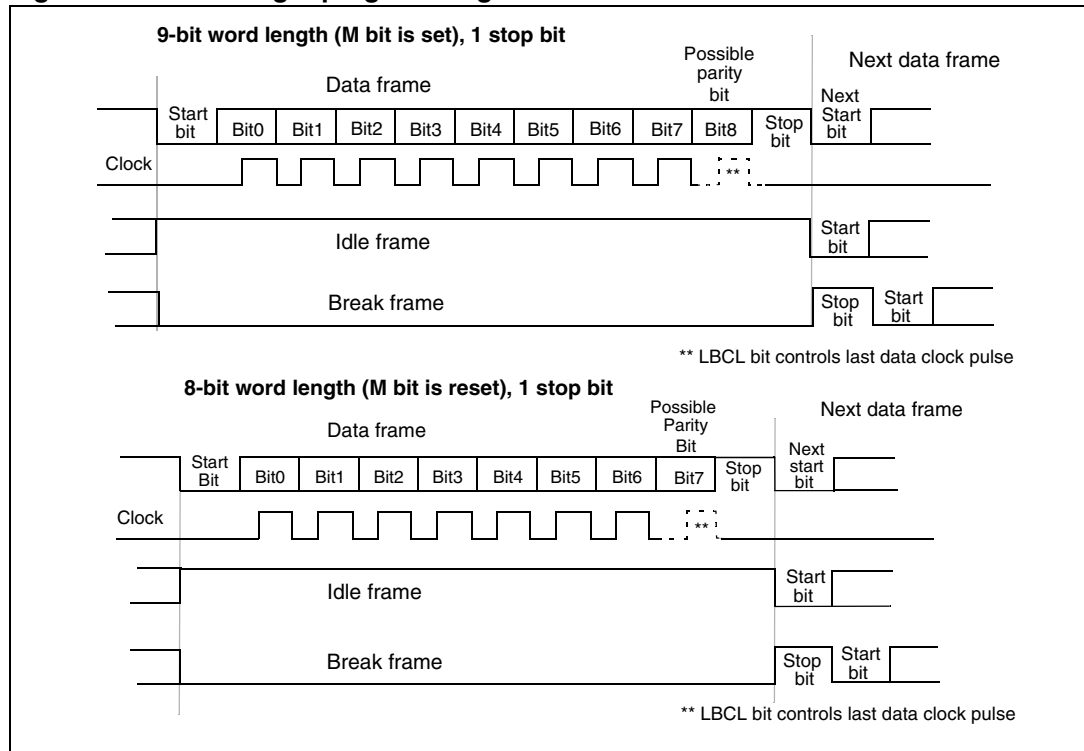 9-bit word length (M bit is set), 1 stop bit
Possible
parity
bit
Next data frame
Data frame
Start
bit
Bit0 Bit1 Bit2 Bit3 Bit4 Bit5 Bit6 Bit7 Bit8
Stop
bit
Next
Start
bit
Clock
**
Idle frame
Start
bit
Break frame
Stop
bit
Start
bit
** LBCL bit controls last data clock pulse
8-bit word length (M bit is reset), 1 stop bit
Possible
Parity
Bit
Next data frame
Data frame
Start
Bit
Bit0 Bit1 Bit2 Bit3 Bit4 Bit5 Bit6 Bit7
Stop
bit
Next
start
bit
Clock
**
Idle frame
Start
bit
Break frame
Stop
bit
Start
bit
** LBCL bit controls last data clock pulse